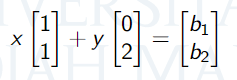 x [1 1] + y [0 2] = [b₁ b₂]